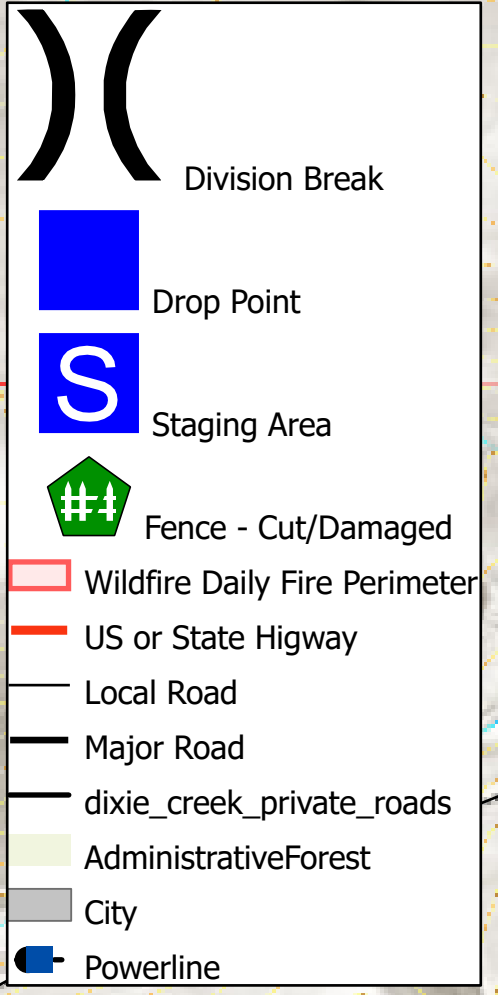 Division Break
Drop Point
S
Staging Area
Fence - Cut/Damaged
Wildfire Daily Fire Perimeter
US or State Higway
Local Road
Major Road
dixie_creek_private_roads
AdministrativeForest
City
Powerline